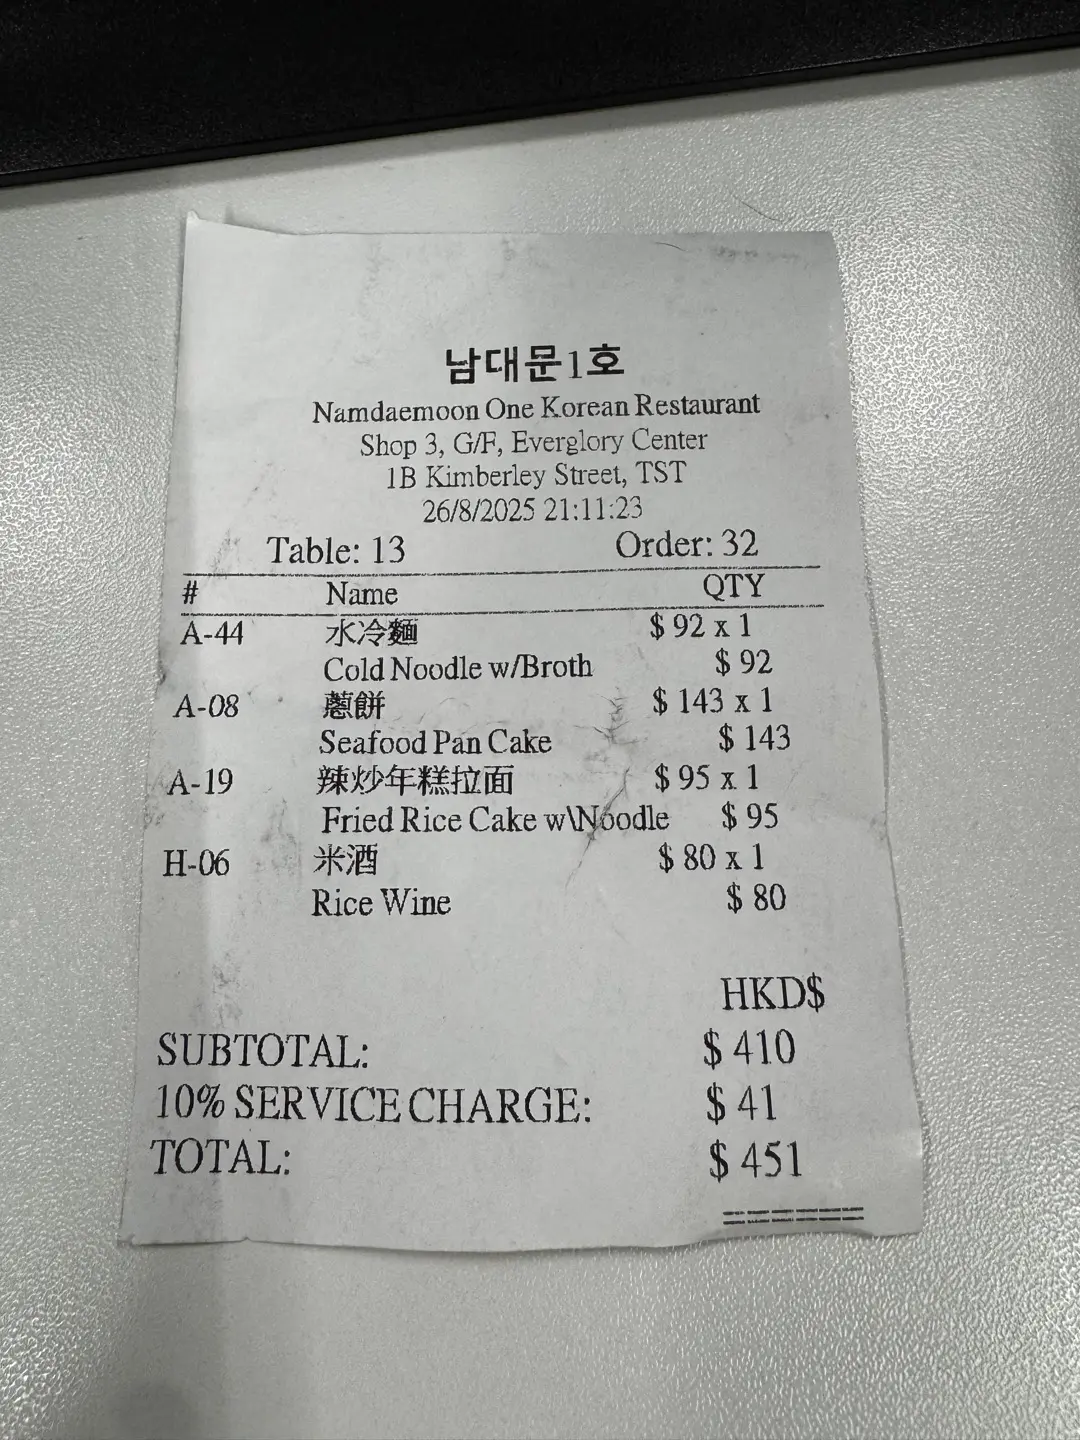 남대문1호
Namdaemoon One Korean Restaurant
Shop 3, G/F, Everglory Center
1B Kimberley Street, TST
26/8/2025 21:11:23
Table: 13 Order: 32
# Name QTY
A-44 水冷麵 $ 92 x 1
Cold Noodle w/Broth $ 92
A-08 蔥餅 $ 143 x 1
Seafood Pan Cake $ 143
A-19 辣炒年糕拉面 $ 95 x 1
Fried Rice Cake w\Noodle $ 95
H-06 米酒 $ 80 x 1
Rice Wine $ 80
HKD$
SUBTOTAL: $ 410
10% SERVICE CHARGE: $ 41
TOTAL: $ 451
======